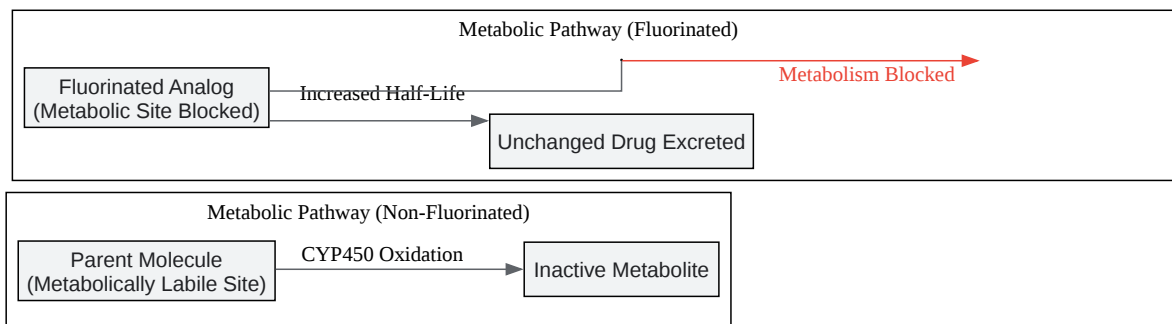 Metabolic Pathway (Fluorinated)
Fluorinated Analog
(Metabolic Site Blocked)
Increased Half-Life
Metabolism Blocked
Unchanged Drug Excreted
Metabolic Pathway (Non-Fluorinated)
Parent Molecule
(Metabolically Labile Site)
CYP450 Oxidation
Inactive Metabolite